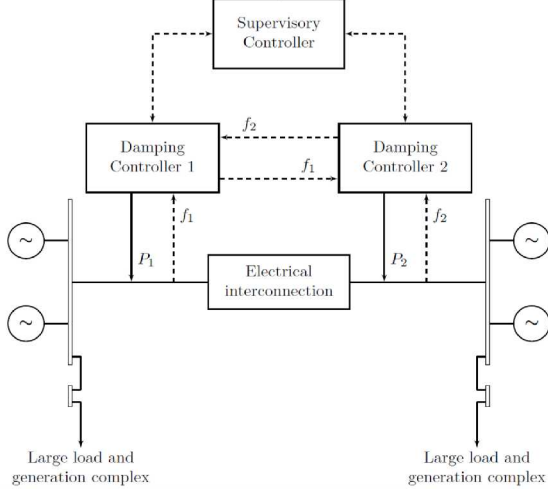 Supervisory
Controller
f₂
Damping
Controller 1
Damping
Controller 2
f₁
f₁
f₂
P₁
P₂
Electrical
interconnection
~
~
~
~
Large load and
generation complex
Large load and
generation complex